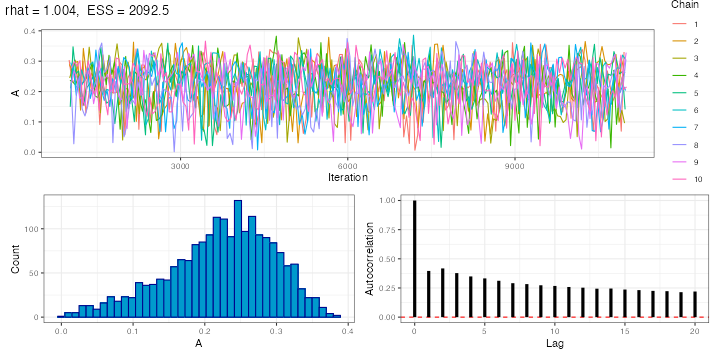 rhat = 1.004, ESS = 2092.5
Chain
1
2
3
4
5
6
7
8
9
10
A
0.4
0.3
0.2
0.1
0.0
3000 6000 9000
Iteration
Count
100
50
0
0.0 0.1 0.2 0.3 0.4
A
Autocorrelation
1.00
0.75
0.50
0.25
0.00
0 5 10 15 20
Lag